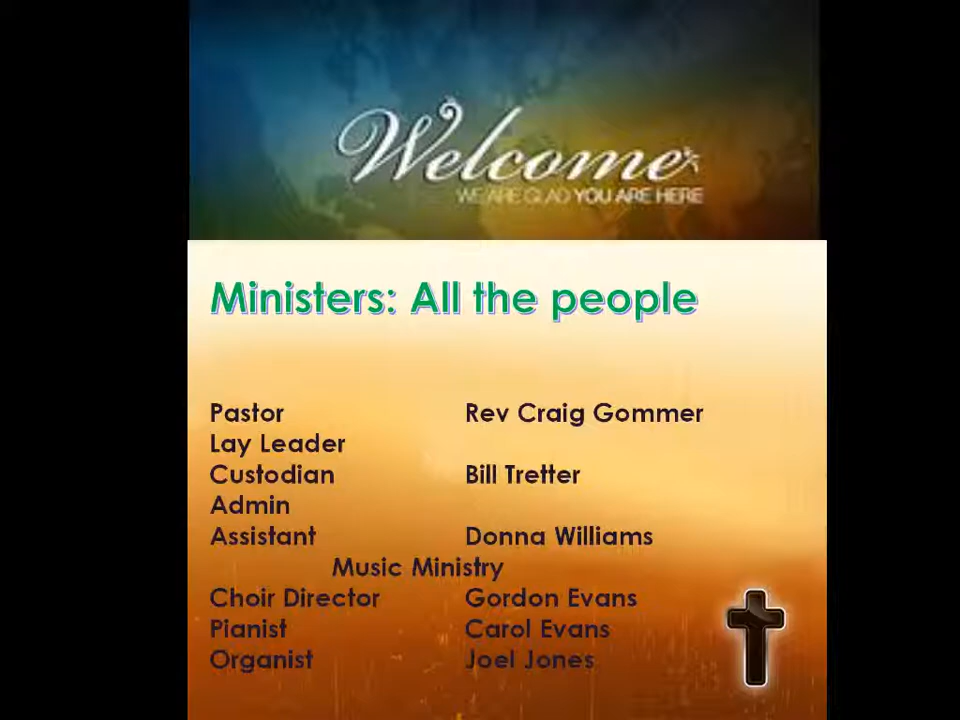 Welcome
WE ARE GLAD YOU ARE HERE
Ministers: All the people
Pastor Rev Craig Gommer
Lay Leader
Custodian Bill Tretter
Admin
Assistant Donna Williams
Music Ministry
Choir Director Gordon Evans
Pianist Carol Evans
Organist Joel Jones